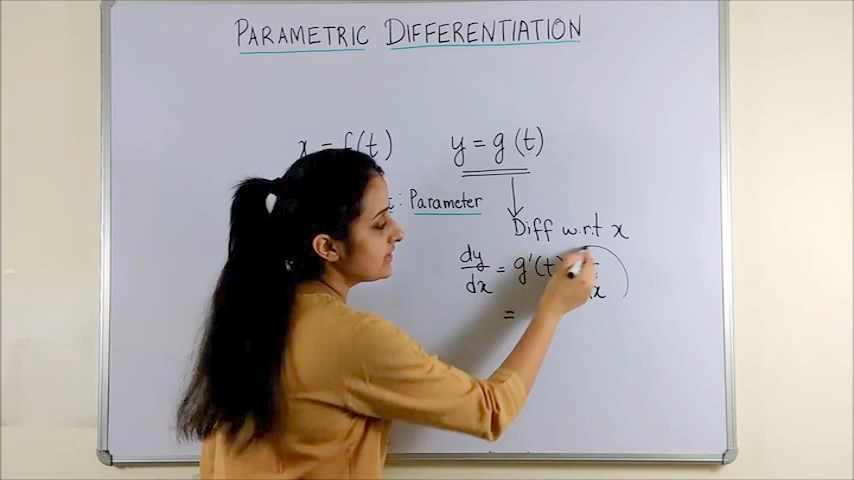 PARAMETRIC DIFFERENTIATION
x = f(t) y = g(t)
t : Parameter
Diff w.r.t x
dy/dx = g'(t)
=